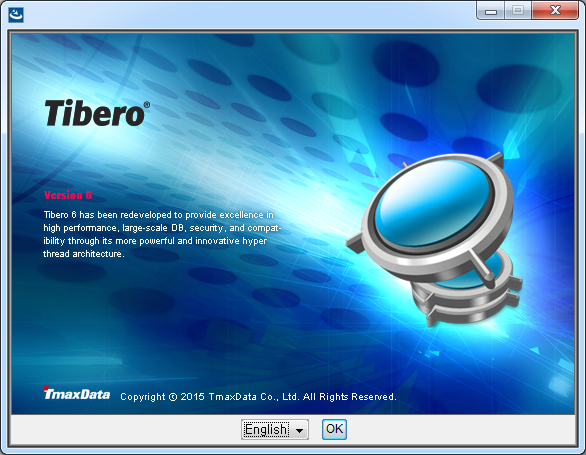 Tibero®
Version 6
Tibero 6 has been redeveloped to provide excellence in
high performance, large-scale DB, security, and compat-
ibility through its more powerful and innovative hyper
thread architecture.
TmaxData Copyright © 2015 TmaxData Co., Ltd. All Rights Reserved.
English OK